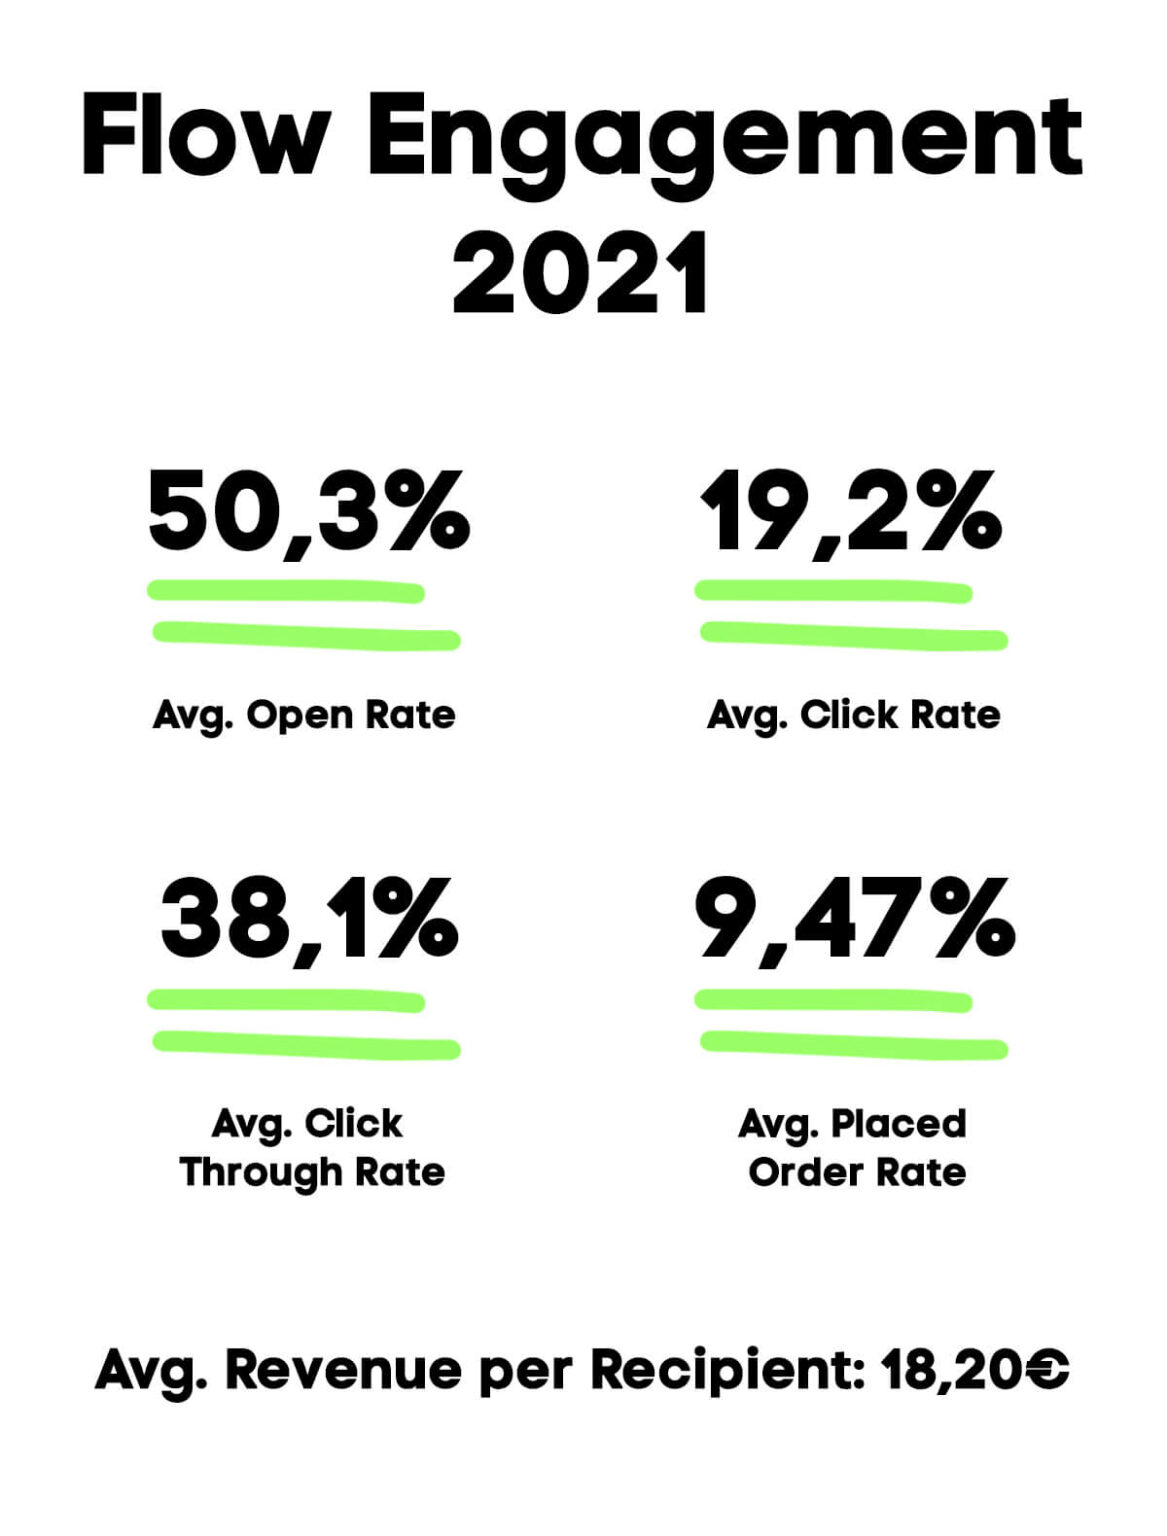 Flow Engagement
2021
50,3%
19,2%
Avg. Open Rate
Avg. Click Rate
38,1%
9,47%
Avg. Click
Through Rate
Avg. Placed
Order Rate
Avg. Revenue per Recipient: 18,20€